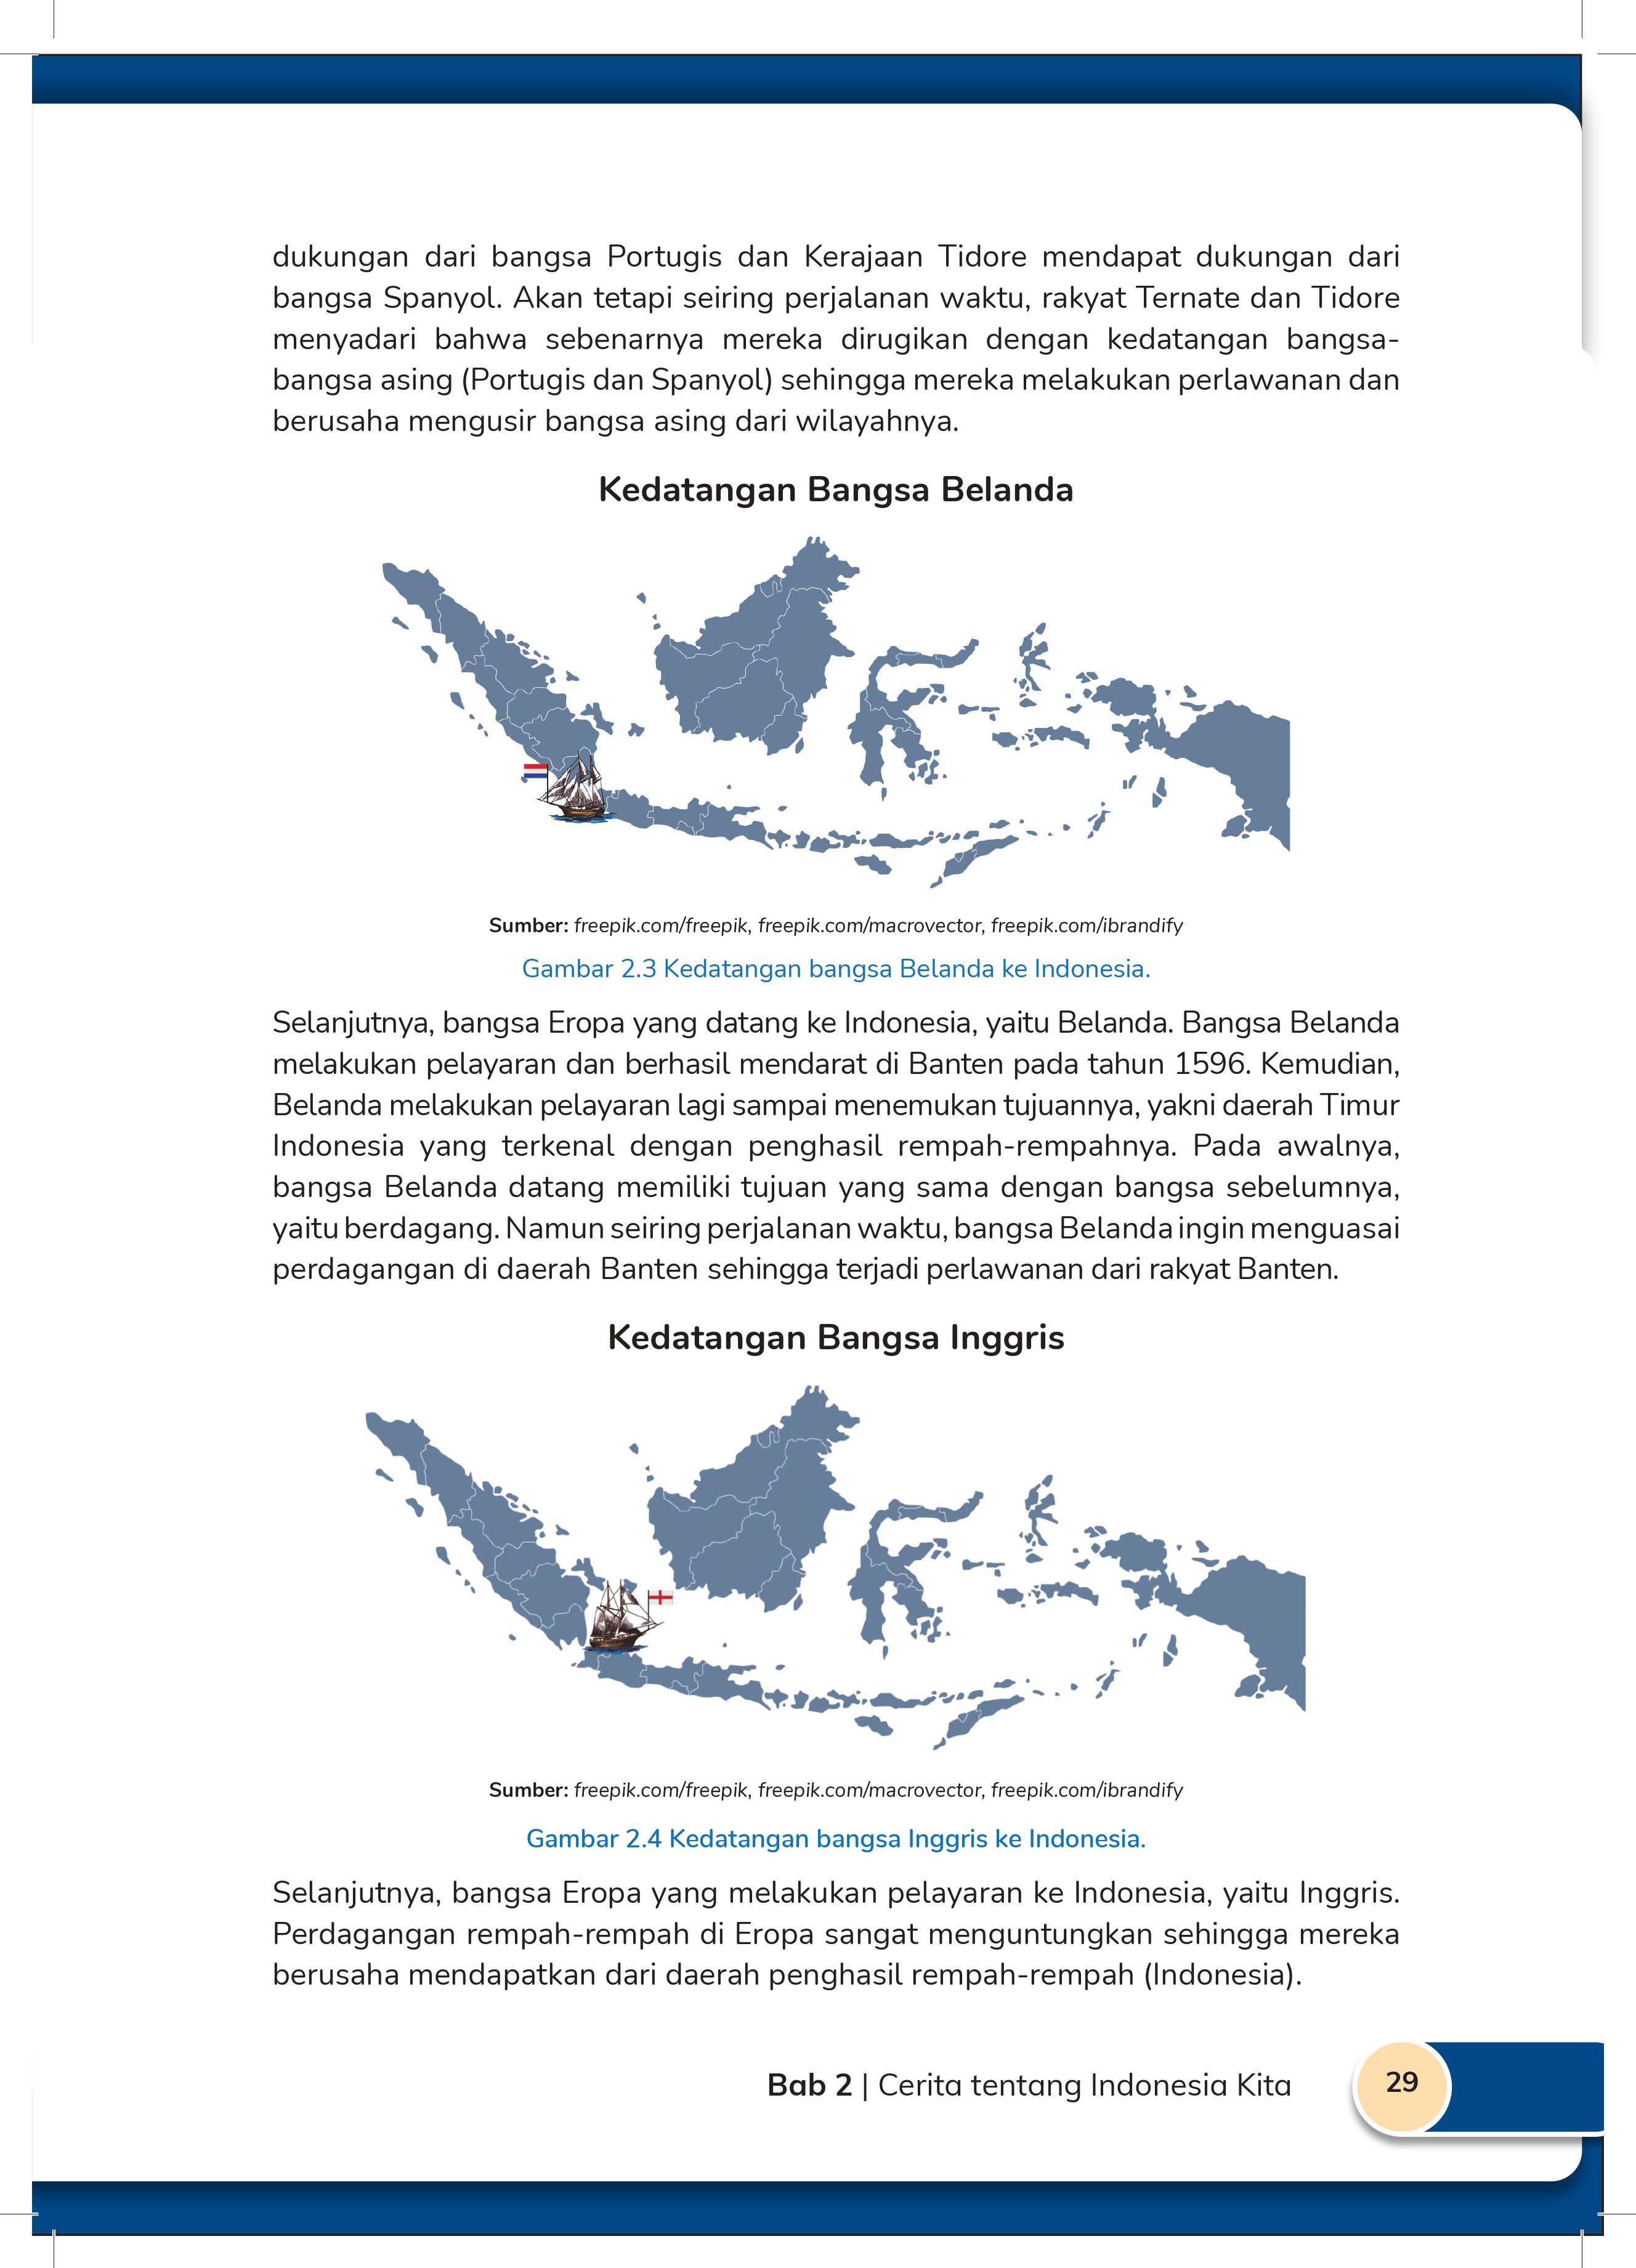 dukungan dari bangsa Portugis dan Kerajaan Tidore mendapat dukungan dari
bangsa Spanyol. Akan tetapi seiring perjalanan waktu, rakyat Ternate dan Tidore
menyadari bahwa sebenarnya mereka dirugikan dengan kedatangan bangsa-
bangsa asing (Portugis dan Spanyol) sehingga mereka melakukan perlawanan dan
berusaha mengusir bangsa asing dari wilayahnya.
Kedatangan Bangsa Belanda
Sumber: freepik.com/freepik, freepik.com/macrovector, freepik.com/ibrandify
Gambar 2.3 Kedatangan bangsa Belanda ke Indonesia.
Selanjutnya, bangsa Eropa yang datang ke Indonesia, yaitu Belanda. Bangsa Belanda
melakukan pelayaran dan berhasil mendarat di Banten pada tahun 1596. Kemudian,
Belanda melakukan pelayaran lagi sampai menemukan tujuannya, yakni daerah Timur
Indonesia yang terkenal dengan penghasil rempah-rempahnya. Pada awalnya,
bangsa Belanda datang memiliki tujuan yang sama dengan bangsa sebelumnya,
yaitu berdagang. Namun seiring perjalanan waktu, bangsa Belanda ingin menguasai
perdagangan di daerah Banten sehingga terjadi perlawanan dari rakyat Banten.
Kedatangan Bangsa Inggris
Sumber: freepik.com/freepik, freepik.com/macrovector, freepik.com/ibrandify
Gambar 2.4 Kedatangan bangsa Inggris ke Indonesia.
Selanjutnya, bangsa Eropa yang melakukan pelayaran ke Indonesia, yaitu Inggris.
Perdagangan rempah-rempah di Eropa sangat menguntungkan sehingga mereka
berusaha mendapatkan dari daerah penghasil rempah-rempah (Indonesia).
Bab 2 | Cerita tentang Indonesia Kita
29